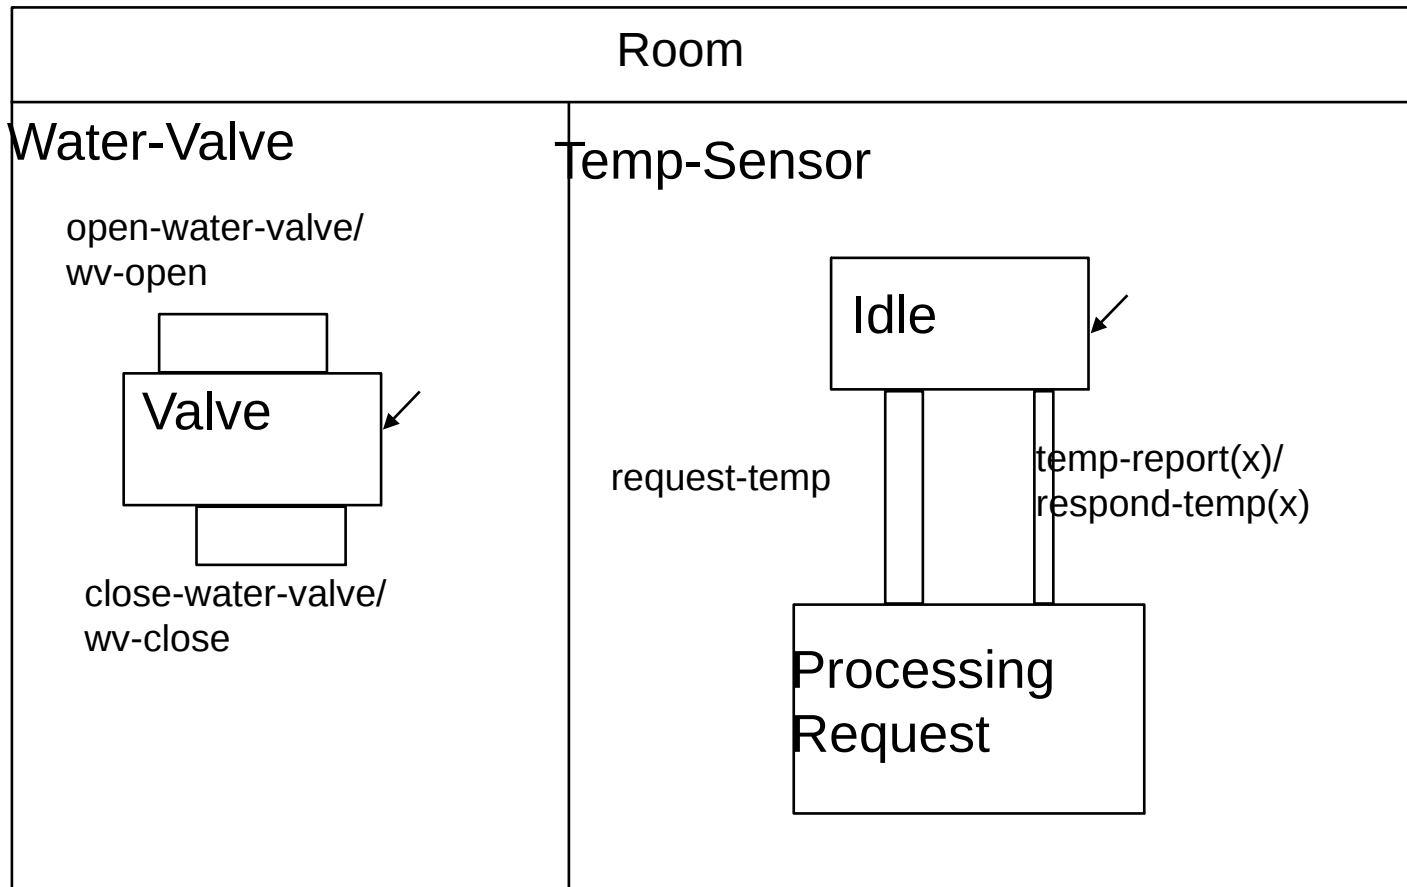 Room
Water-Valve
open-water-valve/
wv-open
Valve
close-water-valve/
wv-close
Temp-Sensor
Idle
request-temp
temp-report(x)/
respond-temp(x)
Processing
Request